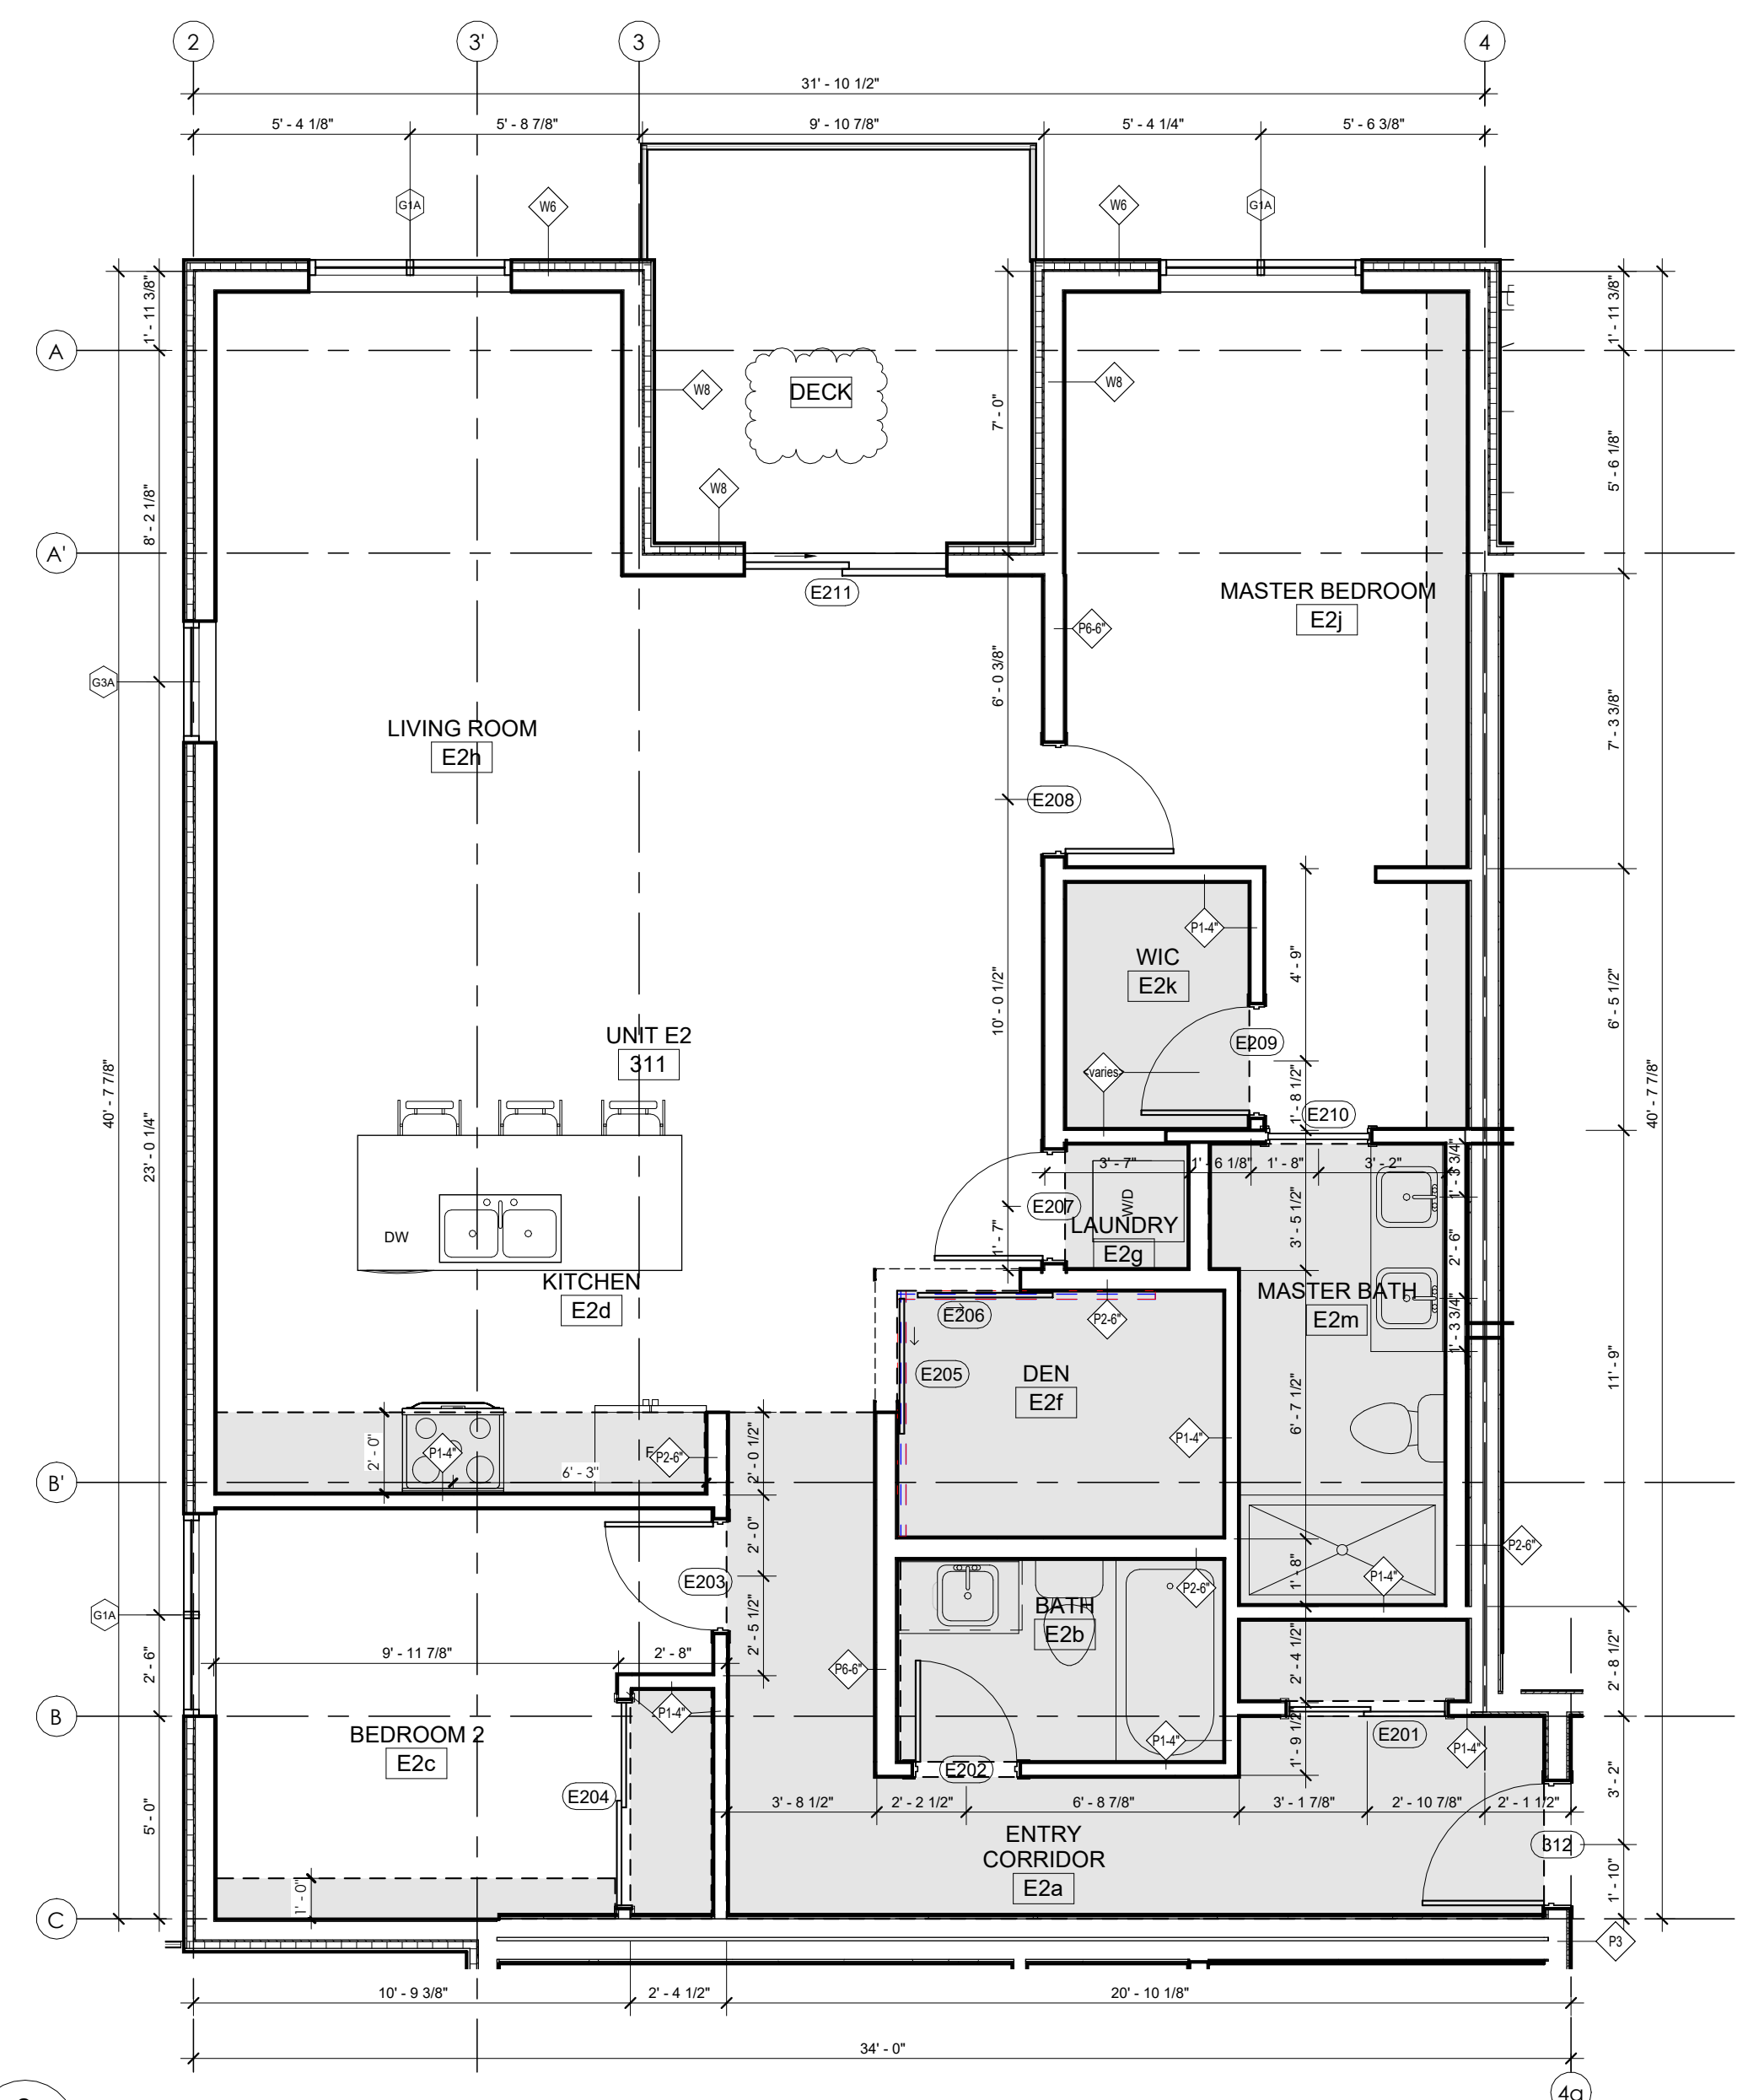 2
3'
3
4
31' - 10 1/2"
5' - 4 1/8"
5' - 8 7/8"
9' - 10 7/8"
5' - 4 1/4"
5' - 6 3/8"
G1A
W6
W6
G1A
1' - 11 3/8"
1' - 11 3/8"
A
W8
DECK
W8
7' - 0"
5' - 6 1/8"
8' - 2 1/8"
W8
A'
E211
MASTER BEDROOM
E2j
P6-6"
G3A
6' - 0 3/8"
7' - 3 3/8"
LIVING ROOM
E2h
E208
P1-4"
WIC
E2k
4' - 9"
10' - 0 1/2"
6' - 5 1/2"
UNIT E2
311
E209
<varies>
40' - 7 7/8"
40' - 7 7/8"
1' - 8 1/2"
E210
23' - 0 1/4"
3' - 7"
1' - 6 1/8"
1' - 8"
3' - 2"
1' - 3 3/4"
W/D
E207
LAUNDRY
E2g
1' - 7"
3' - 5 1/2"
2' - 6"
DW
KITCHEN
E2d
MASTER BATH
E2m
E206
P2-6"
1' - 3 3/4"
E205
DEN
E2f
11' - 9"
6' - 7 1/2"
P1-4"
2' - 0"
P1-4"
6' - 3"
F
P2-6"
2' - 0 1/2"
B'
2' - 0"
P2-6"
E203
P2-6"
1' - 8"
P1-4"
G1A
BATH
E2b
2' - 5 1/2"
9' - 11 7/8"
2' - 8"
P6-6"
2' - 6"
2' - 4 1/2"
2' - 8 1/2"
B
P1-4"
BEDROOM 2
E2c
P1-4"
1' - 9 1/2"
E201
P1-4"
E202
E204
3' - 8 1/2"
2' - 2 1/2"
6' - 8 7/8"
3' - 1 7/8"
2' - 10 7/8"
2' - 1 1/2"
3' - 2"
5' - 0"
ENTRY
CORRIDOR
E2a
312
1' - 10"
1' - 0"
C
P3
10' - 9 3/8"
2' - 4 1/2"
20' - 10 1/8"
34' - 0"
4a